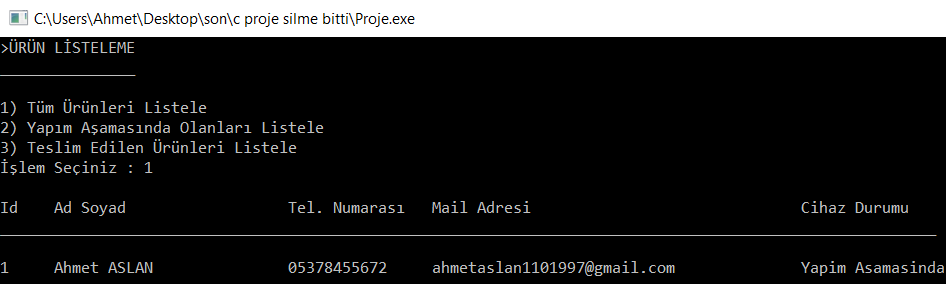 C:\Users\Ahmet\Desktop\son\c proje silme bitti\Proje.exe
>ÜRÜN LİSTELEME
1) Tüm Ürünleri Listele
2) Yapım Aşamasında Olanları Listele
3) Teslim Edilen Ürünleri Listele
İşlem Seçiniz : 1
Id Ad Soyad Tel. Numarası Mail Adresi Cihaz Durumu
1 Ahmet ASLAN 05378455672 ahmetaslan1101997@gmail.com Yapim Asamasinda